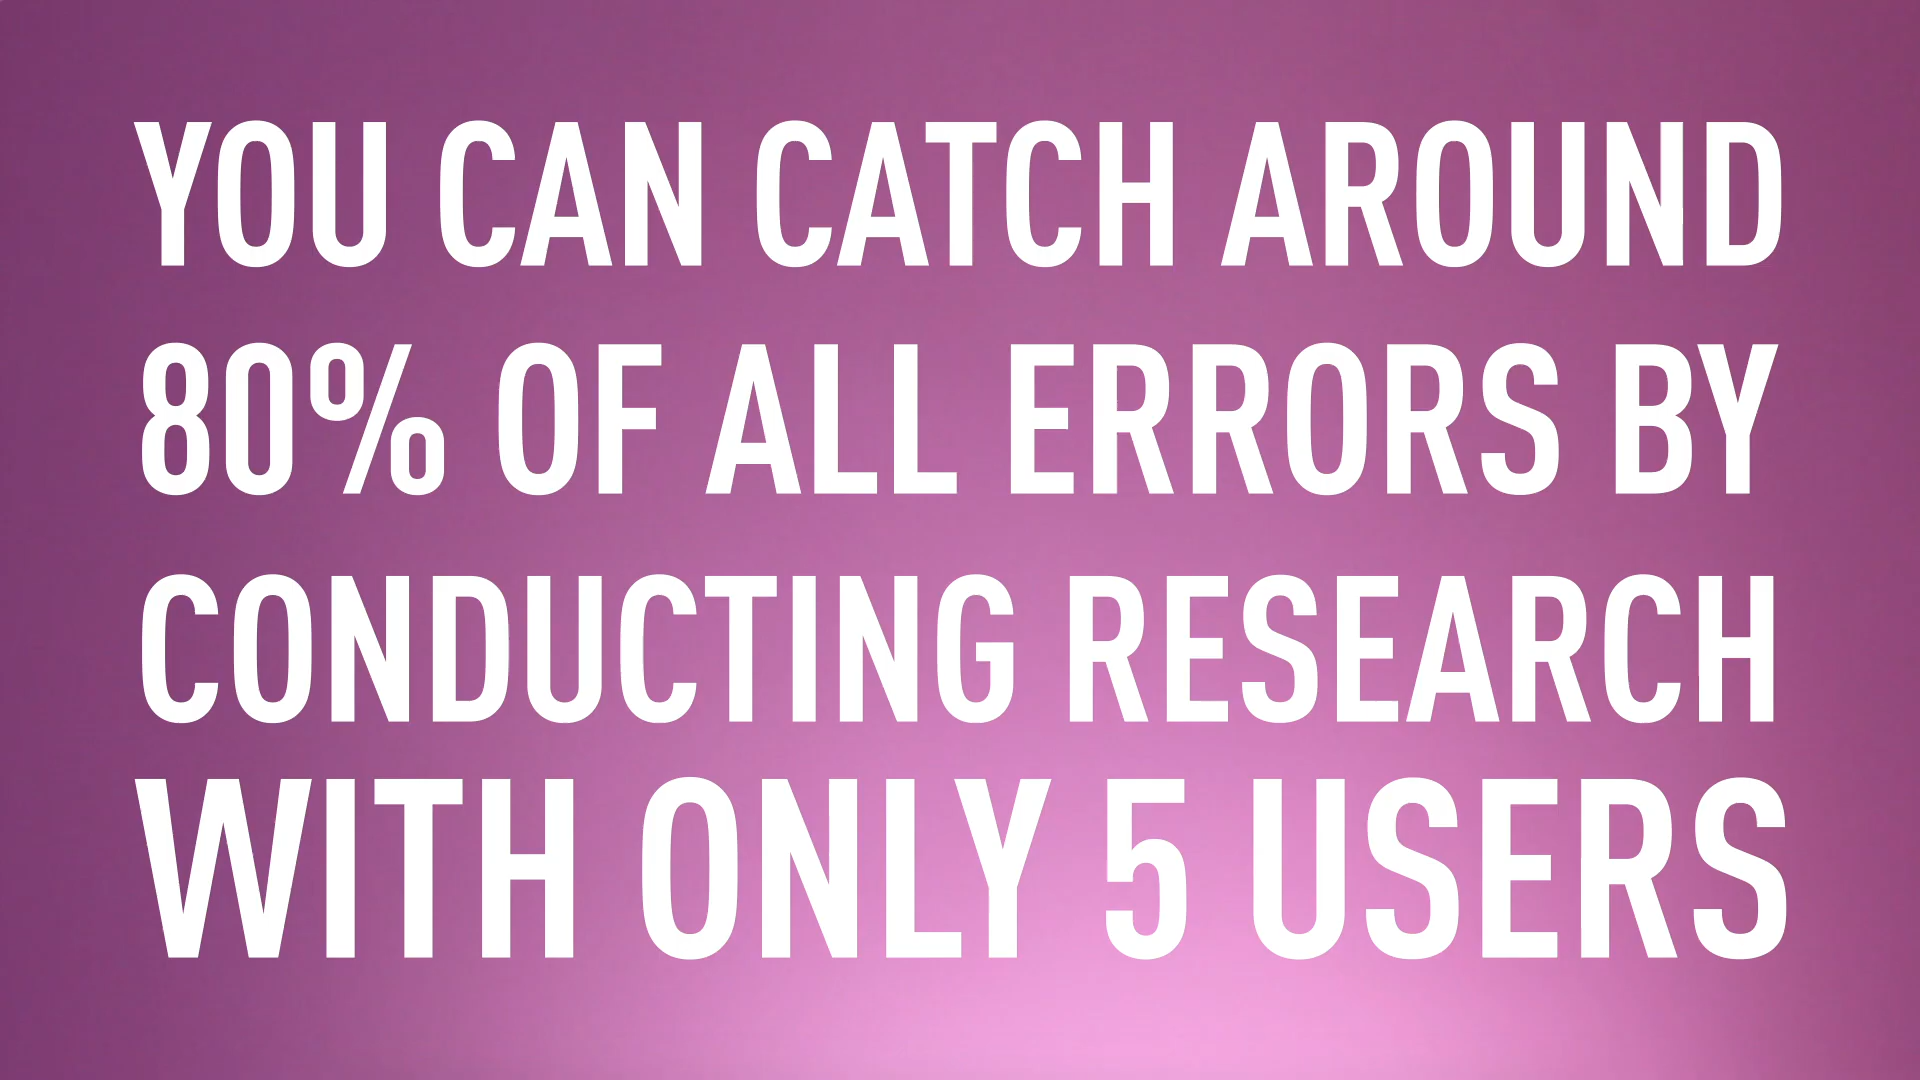 YOU CAN CATCH AROUND
80% OF ALL ERRORS BY
CONDUCTING RESEARCH
WITH ONLY 5 USERS